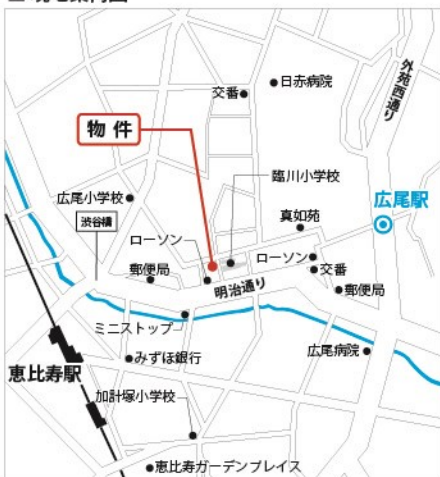 日赤病院
交番
外苑西通り
物件
臨川小学校
広尾小学校
広尾駅
真如苑
渋谷橋
ローソン
ローソン
郵便局
交番
明治通り
郵便局
ミニストップ
みずほ銀行
広尾病院
恵比寿駅
加計塚小学校
恵比寿ガーデンプレイス